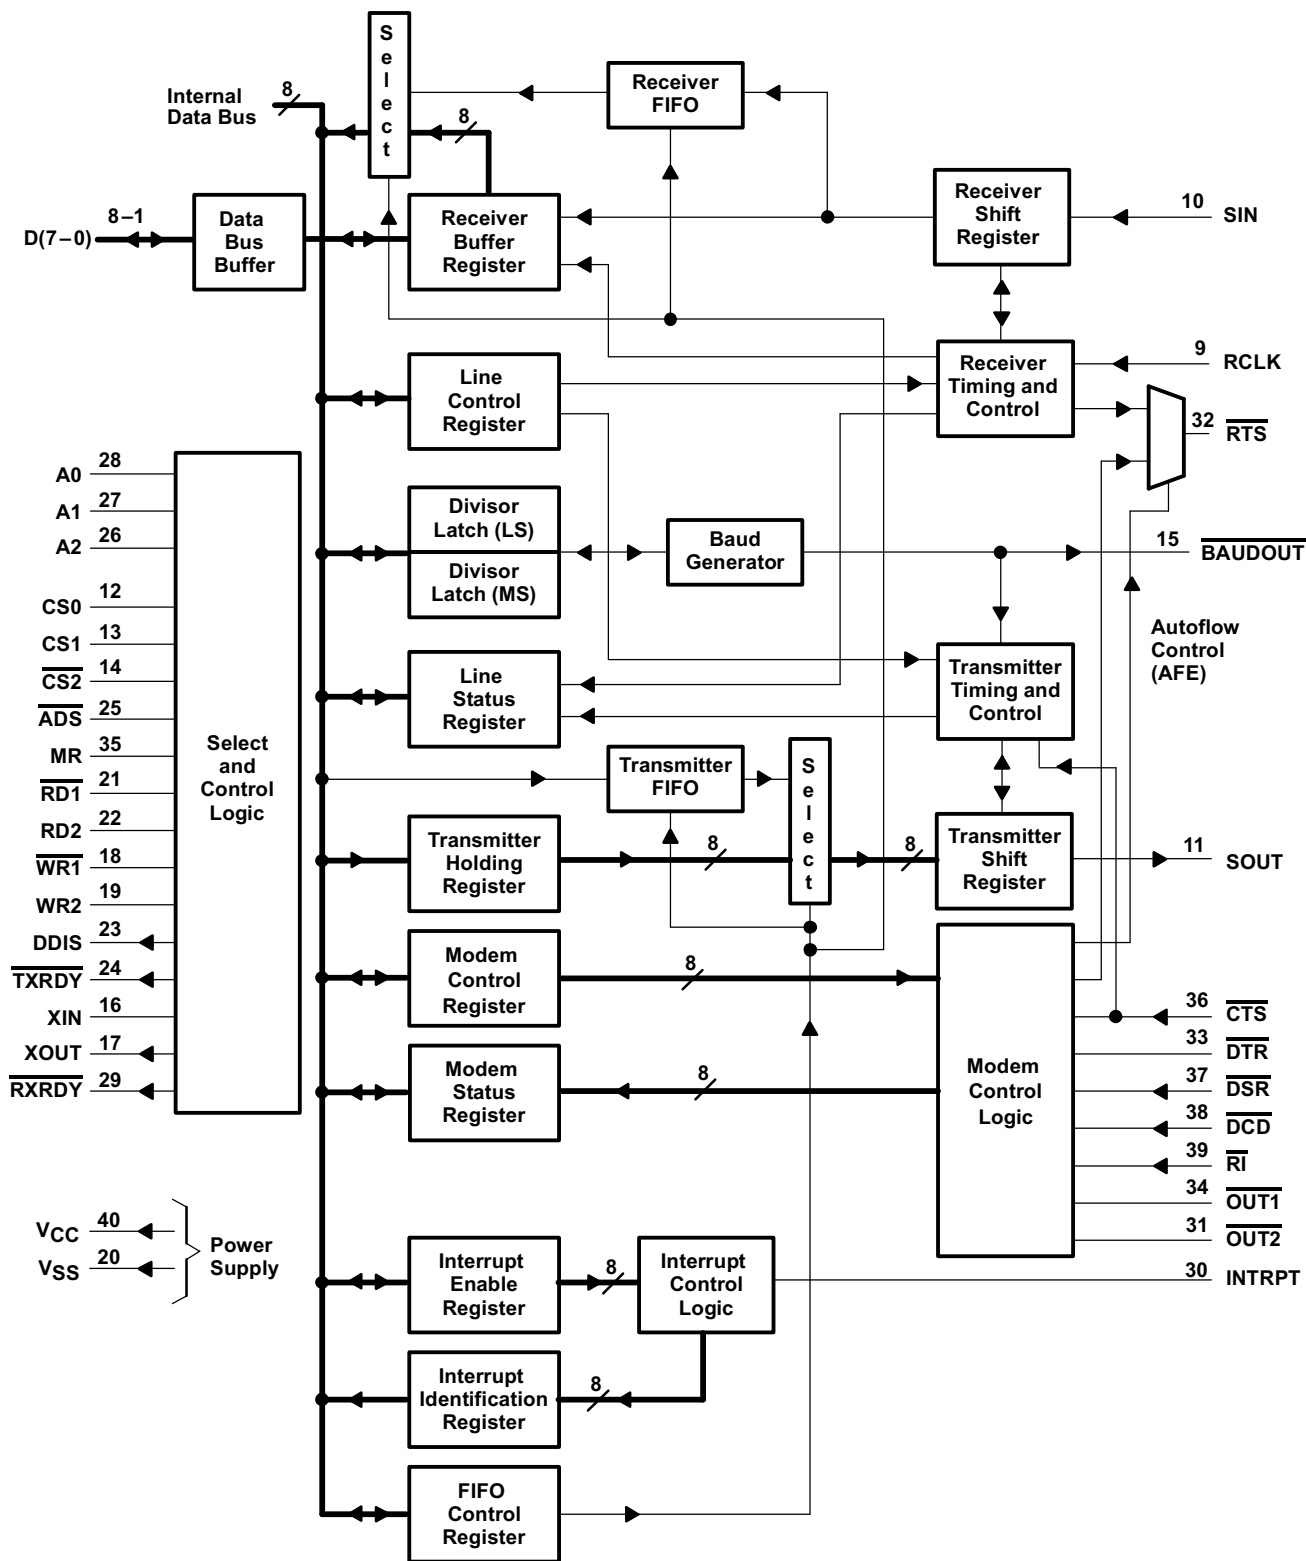 S
e
l
e
c
t
8
Internal
Data Bus
8
Receiver
FIFO
8–1
D(7–0)
Data
Bus
Buffer
Receiver
Buffer
Register
Receiver
Shift
Register
10
SIN
Line
Control
Register
Receiver
Timing and
Control
9
RCLK
32
RTS
28
A0
27
A1
26
A2
12
CS0
13
CS1
14
CS2
25
ADS
35
MR
21
RD1
22
RD2
18
WR1
19
WR2
23
DDIS
24
TXRDY
16
XIN
17
XOUT
29
RXRDY
Select
and
Control
Logic
Divisor
Latch (LS)
Divisor
Latch (MS)
Baud
Generator
15
BAUDOUT
Autoflow
Control
(AFE)
Line
Status
Register
Transmitter
Timing and
Control
Transmitter
FIFO
S
e
l
e
c
t
Transmitter
Holding
Register
8
8
Transmitter
Shift
Register
11
SOUT
Modem
Control
Register
8
Modem
Status
Register
8
Modem
Control
Logic
36
CTS
33
DTR
37
DSR
38
DCD
39
RI
34
OUT1
31
OUT2
30
INTRPT
VCC
40
VSS
20
Power
Supply
Interrupt
Enable
Register
8
Interrupt
Control
Logic
Interrupt
Identification
Register
8
FIFO
Control
Register